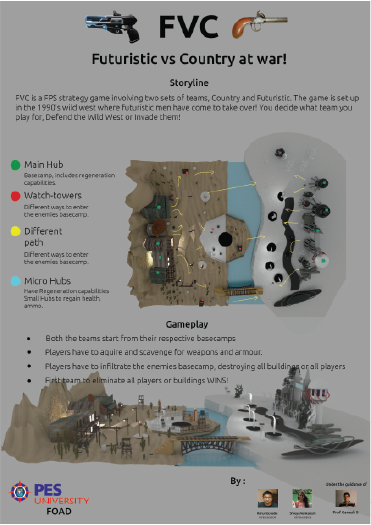 FVC
Futuristic vs Country at war!
Storyline
FVC is a FPS strategy game involving two sets of teams, Country and Futuristic. The game is set up
in the 1990's wild west where futuristic men have come to take over! You decide what team you
play for, Defend the Wild West or Invade them!
Main Hub
Basecamp, includes regeneration
capabilities.
Watch-towers
Different ways to enter
the enemies basecamp.
Different
path
Different ways to enter
the enemies basecamp.
Micro Hubs
Have Regeneration capabilities
Small Hubs to regain health,
ammo.
Gameplay
• Both the teams start from their respective basecamps
• Players have to aquire and scavenge for weapons and armour.
• Players have to infiltrate the enemies basecamp, destroying all buildings or all players
• First team to eliminate all players or buildings WINS!
By :
Under the guidance of
PES
UNIVERSITY
FOAD